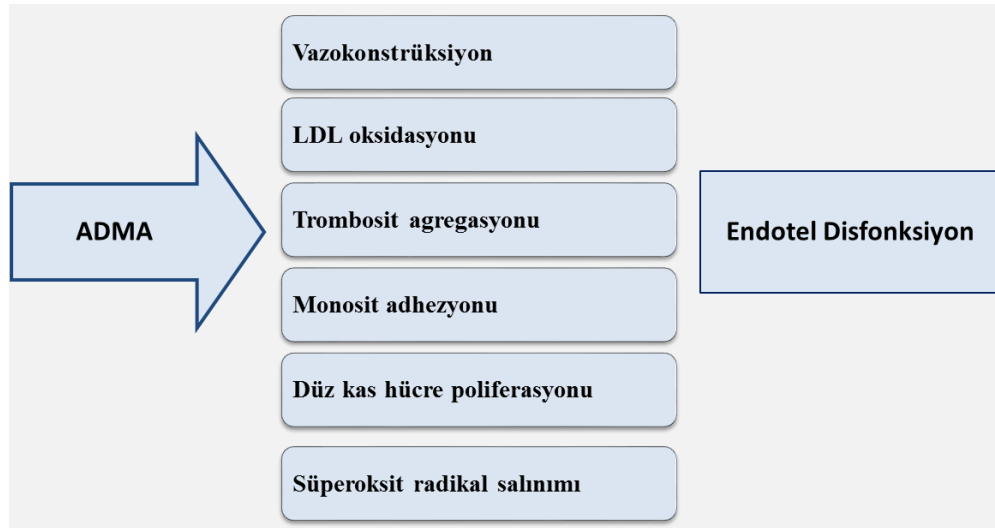 ADMA
Vazokonstrüksiyon
LDL oksidasyonu
Trombosit agregasyonu
Monosit adhezyonu
Düz kas hücre poliferasyonu
Süperoksit radikal salınımı
Endotel Disfonksiyon